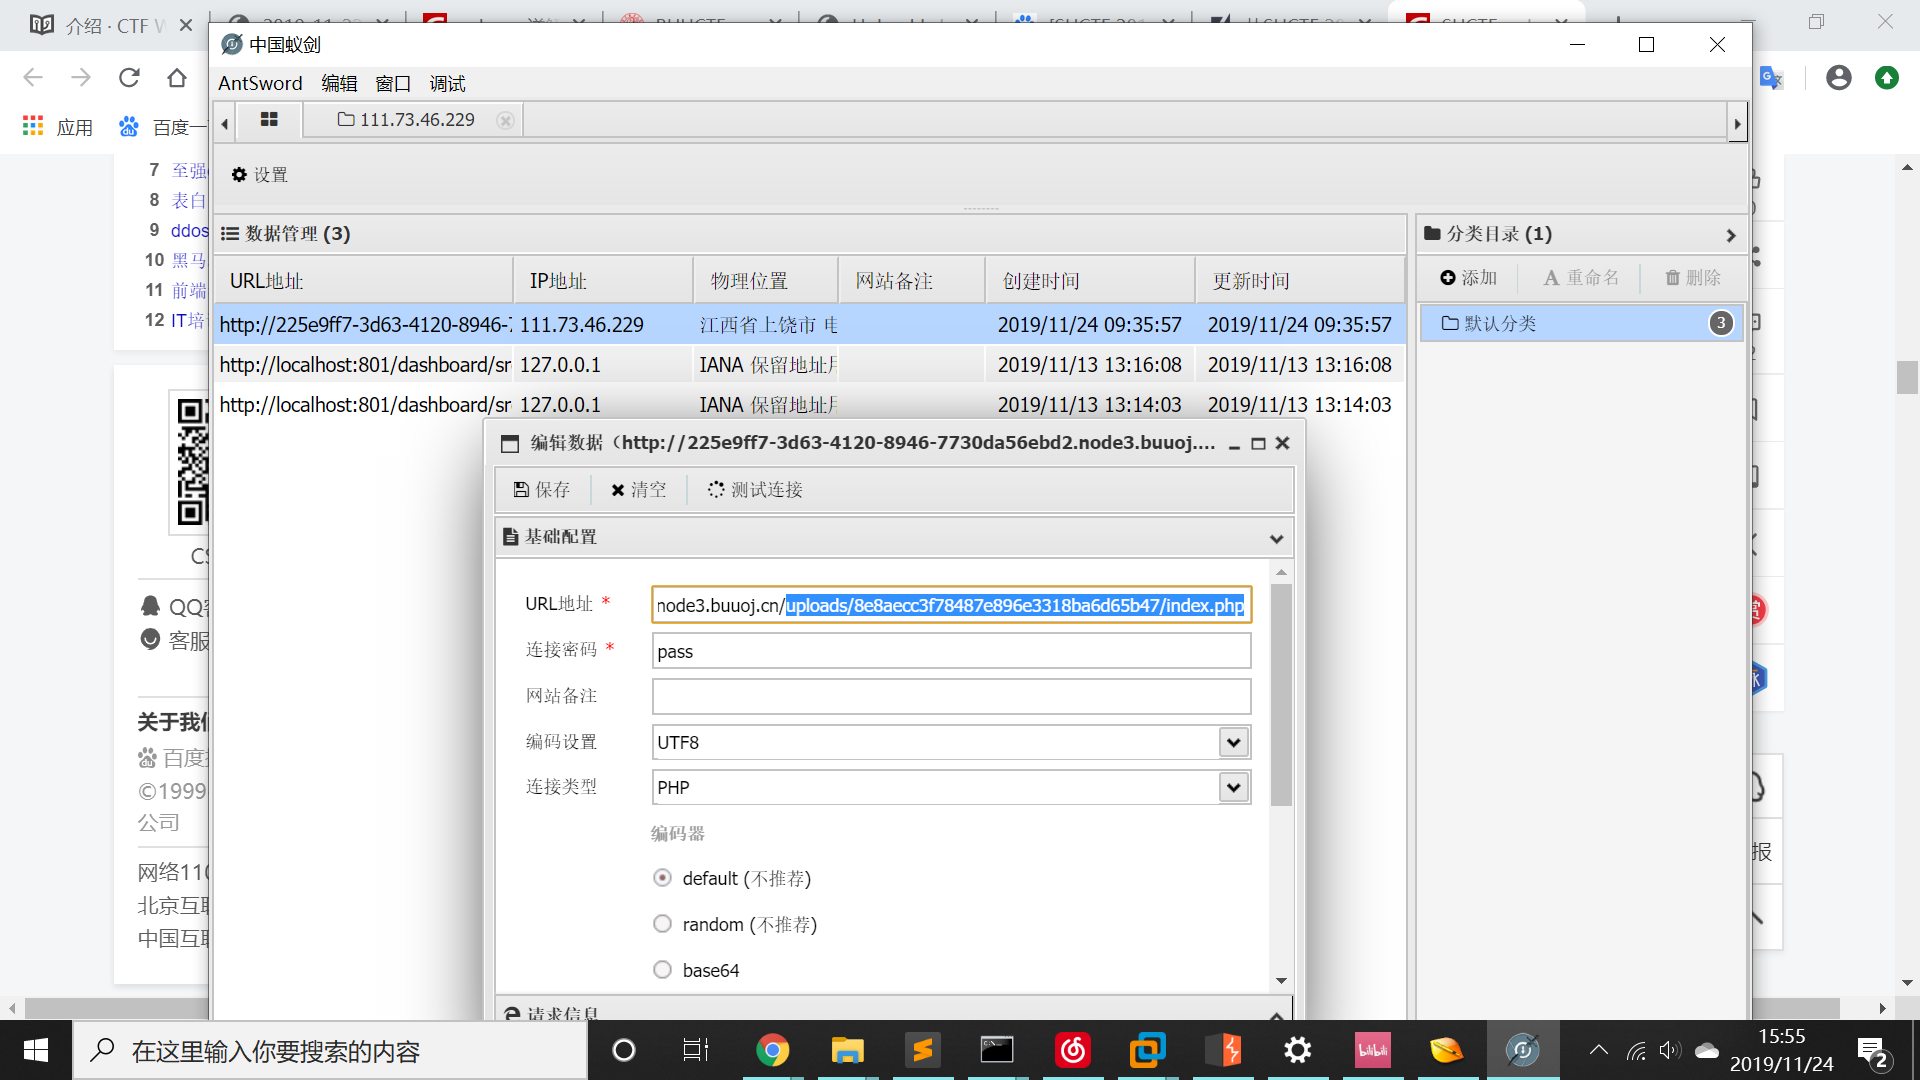 介绍 · CTF W
中国蚁剑
AntSword 编辑 窗口 调试
应用 百度一
111.73.46.229
设置
7 至强
8 表白
9 ddos
10 黑马
11 前端
12 IT培
数据管理 (3)
URL地址 IP地址 物理位置 网站备注 创建时间 更新时间
http://225e9ff7-3d63-4120-8946-7 111.73.46.229 江西省上饶市 电 2019/11/24 09:35:57 2019/11/24 09:35:57
http://localhost:801/dashboard/sr 127.0.0.1 IANA 保留地址用 2019/11/13 13:16:08 2019/11/13 13:16:08
http://localhost:801/dashboard/sr 127.0.0.1 IANA 保留地址用 2019/11/13 13:14:03 2019/11/13 13:14:03
分类目录 (1)
添加 重命名 删除
默认分类 3
编辑数据（http://225e9ff7-3d63-4120-8946-7730da56ebd2.node3.buuoj....
保存 清空 测试连接
基础配置
URL地址 * node3.buuoj.cn/uploads/8e8aecc3f78487e896e3318ba6d65b47/index.php
连接密码 * pass
网站备注
编码设置 UTF8
连接类型 PHP
编码器
default (不推荐)
random (不推荐)
base64
请求信息
CS
QQ客
客服
关于我们
百度
©1999
公司
网络110
北京互联
中国互联
赏
报
在这里输入你要搜索的内容
bilibili
15:55
2019/11/24
2